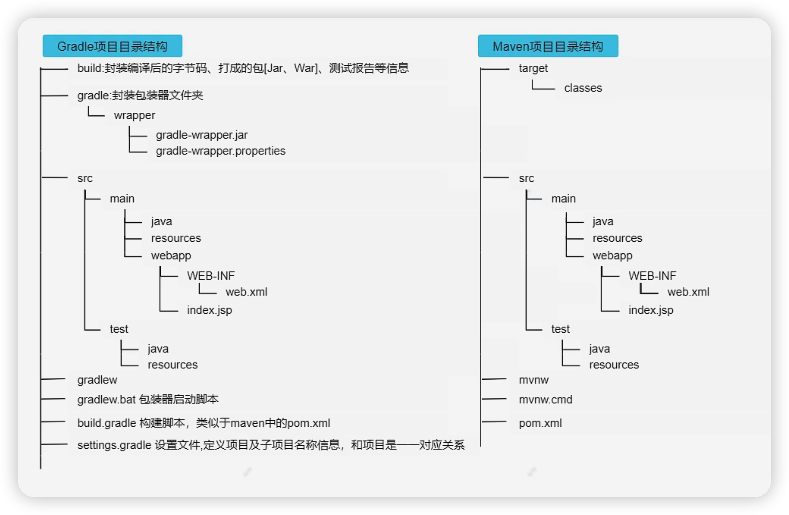 Gradle项目目录结构
build:封装编译后的字节码、打成的包[Jar、War]、测试报告等信息
gradle:封装包装器文件夹
wrapper
gradle-wrapper.jar
gradle-wrapper.properties
src
main
java
resources
webapp
WEB-INF
web.xml
index.jsp
test
java
resources
gradlew
gradlew.bat 包装器启动脚本
build.gradle 构建脚本，类似于maven中的pom.xml
settings.gradle 设置文件,定义项目及子项目名称信息，和项目是一一对应关系
Maven项目目录结构
target
classes
src
main
java
resources
webapp
WEB-INF
web.xml
index.jsp
test
java
resources
mvnw
mvnw.cmd
pom.xml